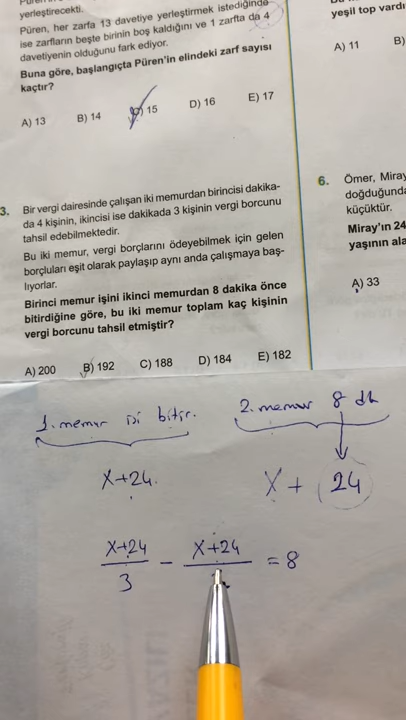 yerleştirecekti.
Püren, her zarfa 13 davetiye yerleştirmek istediğinde
ise zarfların beşte birinin boş kaldığını ve 1 zarfta da 4
davetiyenin olduğunu fark ediyor.
Buna göre, başlangıçta Püren'in elindeki zarf sayısı
kaçtır?
A) 13 B) 14 C) 15 D) 16 E) 17
yeşil top vardı
A) 11 B)
3. Bir vergi dairesinde çalışan iki memurdan birincisi dakika-
da 4 kişinin, ikincisi ise dakikada 3 kişinin vergi borcunu
tahsil edebilmektedir.
Bu iki memur, vergi borçlarını ödeyebilmek için gelen
borçluları eşit olarak paylaşıp aynı anda çalışmaya baş-
lıyorlar.
Birinci memur işini ikinci memurdan 8 dakika önce
bitirdiğine göre, bu iki memur toplam kaç kişinin
vergi borcunu tahsil etmiştir?
A) 200 B) 192 C) 188 D) 184 E) 182
6. Ömer, Miray
doğduğunda
küçüktür.
Miray'ın 24
yaşının ala
A) 33
1. memur işi bitir. 2. memur 8 dk
x+24 x + 24
x+24 / 3 - x+24 / = 8